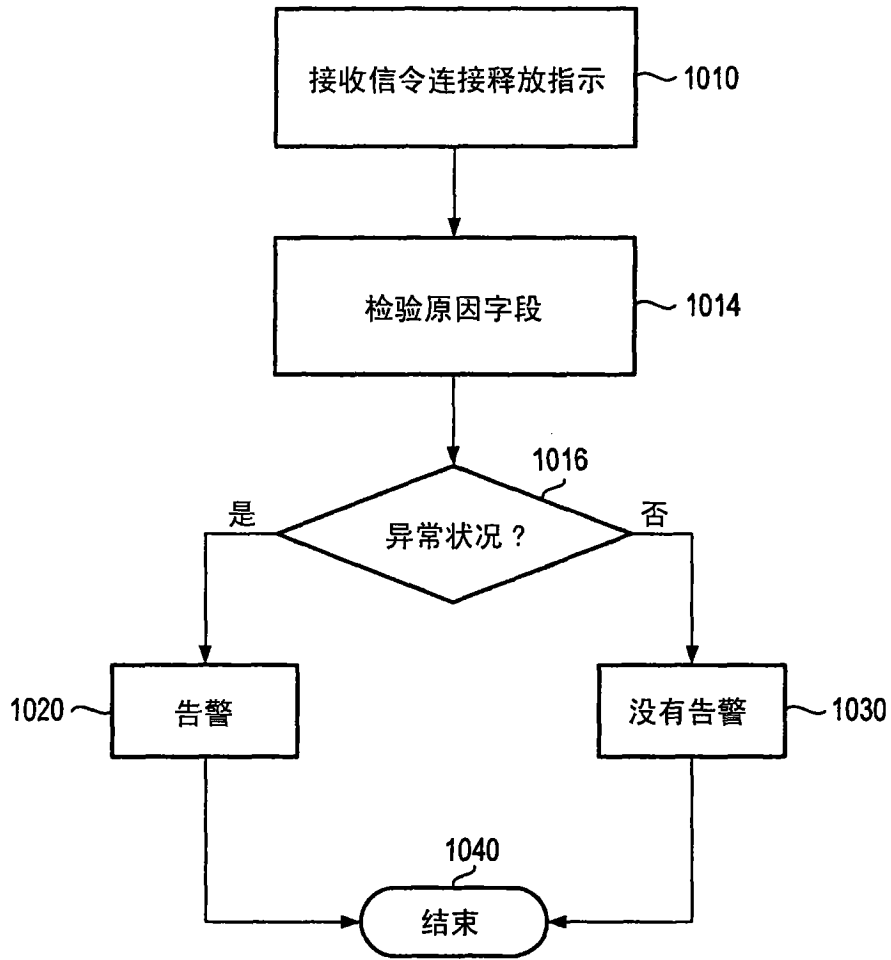 接收信令连接释放指示
1010
检验原因字段
1014
1016
异常状况？
是
否
1020
告警
没有告警
1030
1040
结束